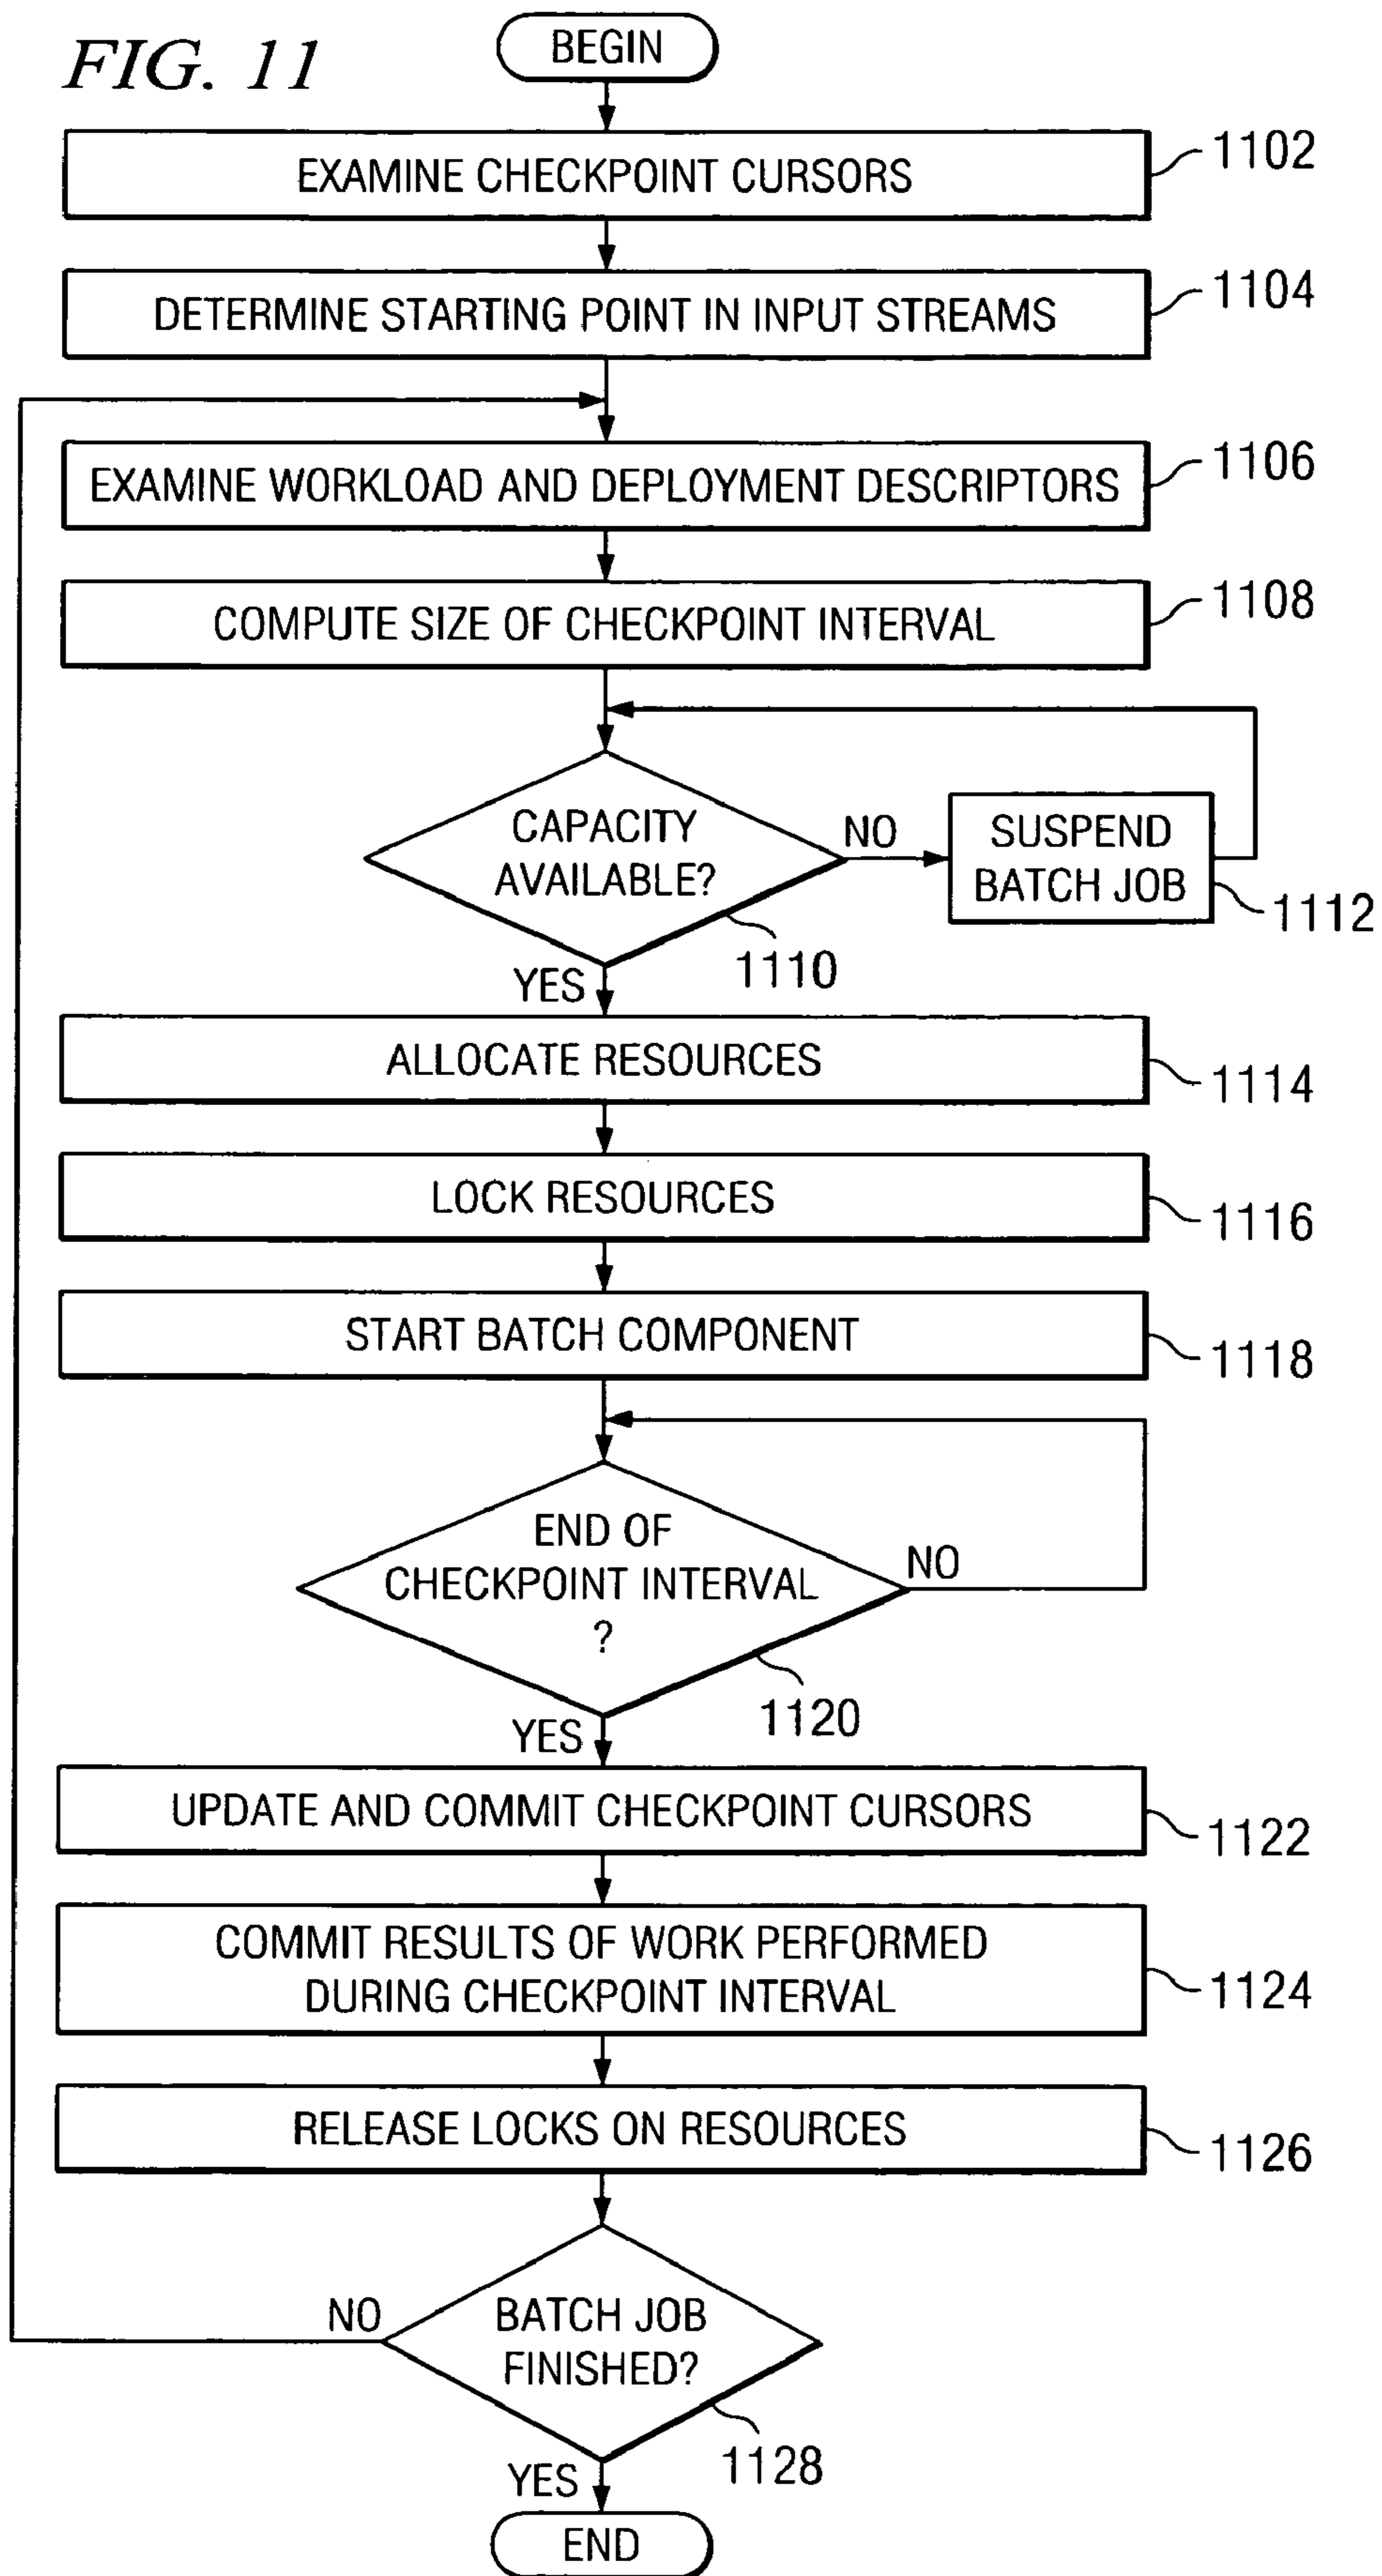 FIG. 11
BEGIN
EXAMINE CHECKPOINT CURSORS
1102
DETERMINE STARTING POINT IN INPUT STREAMS
1104
EXAMINE WORKLOAD AND DEPLOYMENT DESCRIPTORS
1106
COMPUTE SIZE OF CHECKPOINT INTERVAL
1108
CAPACITY
AVAILABLE?
NO
SUSPEND
BATCH JOB
1112
1110
YES
ALLOCATE RESOURCES
1114
LOCK RESOURCES
1116
START BATCH COMPONENT
1118
END OF
CHECKPOINT INTERVAL
?
NO
1120
YES
UPDATE AND COMMIT CHECKPOINT CURSORS
1122
COMMIT RESULTS OF WORK PERFORMED
DURING CHECKPOINT INTERVAL
1124
RELEASE LOCKS ON RESOURCES
1126
NO
BATCH JOB
FINISHED?
1128
YES
END